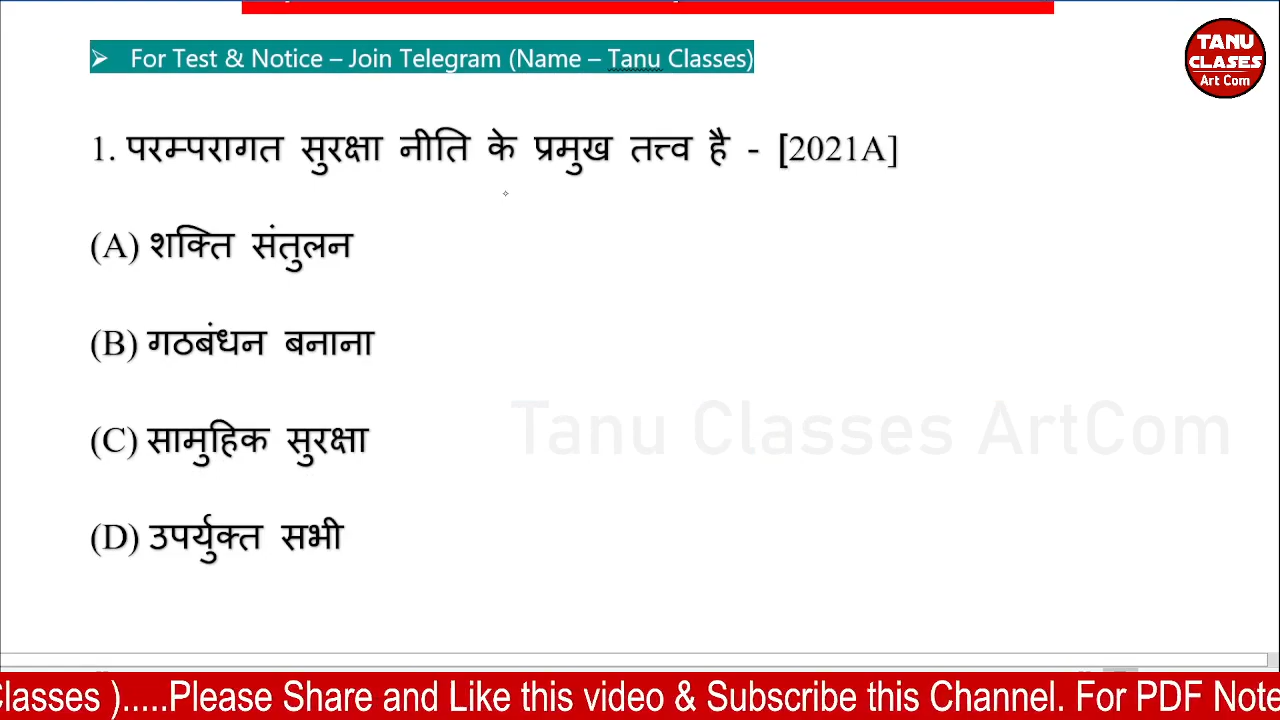 ➢ For Test & Notice – Join Telegram (Name – Tanu Classes)
TANU
CLASES
Art Com
1. परम्परागत सुरक्षा नीति के प्रमुख तत्त्व है - [2021A]
(A) शक्ति संतुलन
(B) गठबंधन बनाना
Tanu Classes ArtCom
(C) सामुहिक सुरक्षा
(D) उपर्युक्त सभी
Classes ).....Please Share and Like this video & Subscribe this Channel. For PDF Note